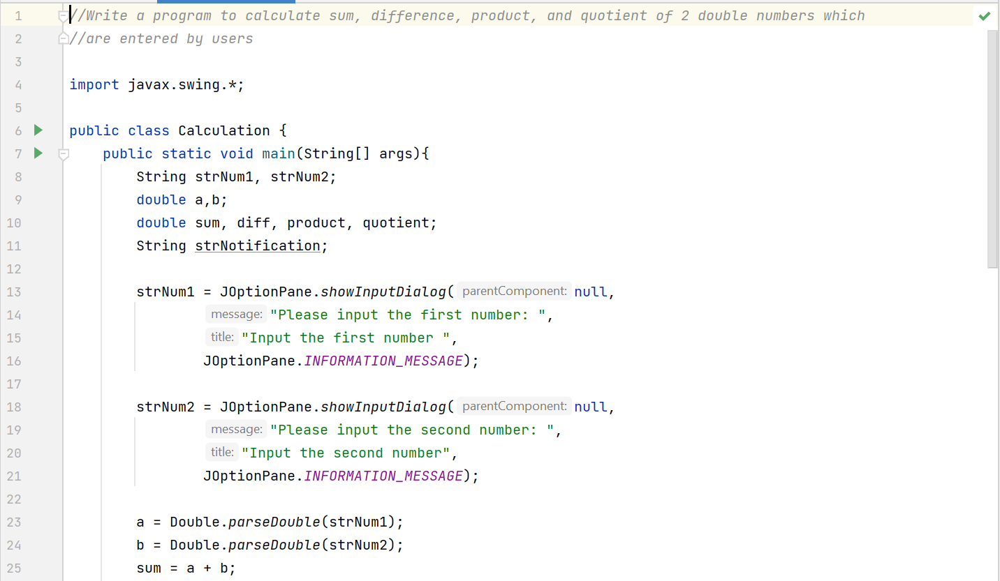 1 //Write a program to calculate sum, difference, product, and quotient of 2 double numbers which
2 //are entered by users
3
4 import javax.swing.*;
5
6 public class Calculation {
7 public static void main(String[] args){
8 String strNum1, strNum2;
9 double a,b;
10 double sum, diff, product, quotient;
11 String strNotification;
12
13 strNum1 = JOptionPane.showInputDialog( parentComponent: null,
14 message: "Please input the first number: ",
15 title: "Input the first number ",
16 JOptionPane.INFORMATION_MESSAGE);
17
18 strNum2 = JOptionPane.showInputDialog( parentComponent: null,
19 message: "Please input the second number: ",
20 title: "Input the second number",
21 JOptionPane.INFORMATION_MESSAGE);
22
23 a = Double.parseDouble(strNum1);
24 b = Double.parseDouble(strNum2);
25 sum = a + b;